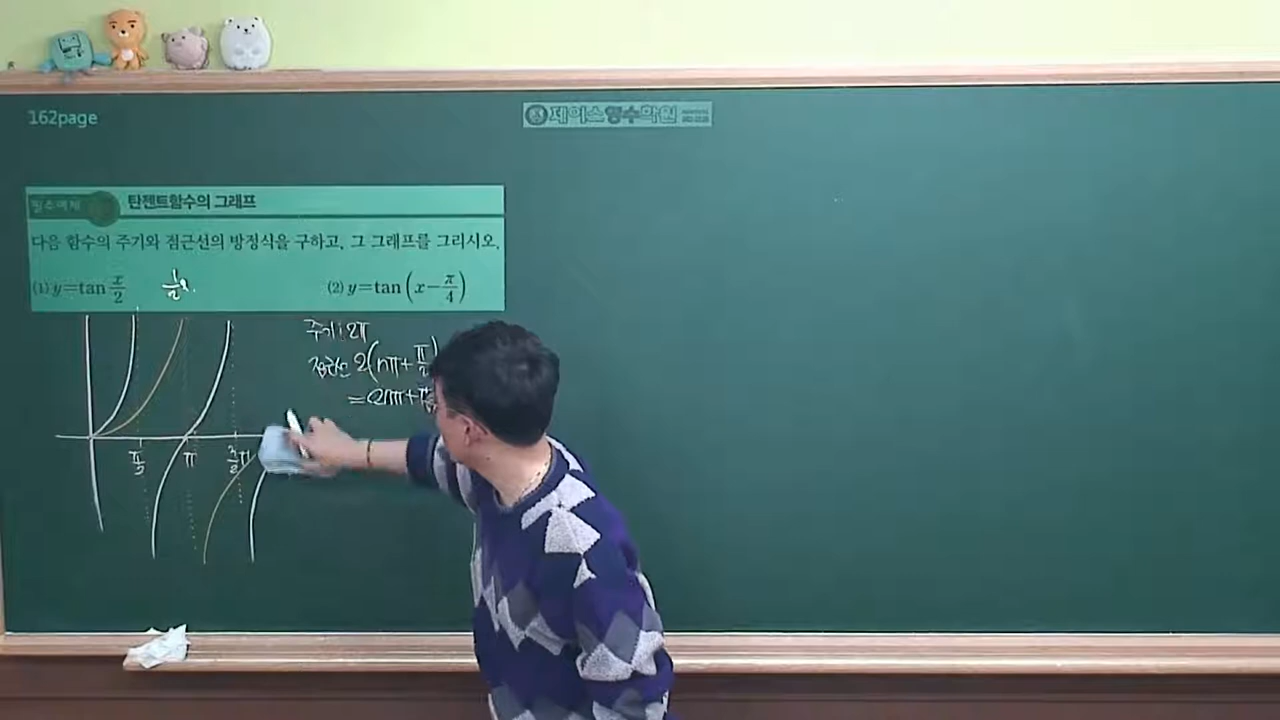 162page
제이스영수학원
필수예제
탄젠트함수의 그래프
다음 함수의 주기와 점근선의 방정식을 구하고, 그 그래프를 그리시오.
(1) y=tan x/2 1/2 x.
(2) y=tan(x-π/4)
주기: 2π
점근선 2(nπ+π/2)
=2nπ+π
π/2 π 3/2 π